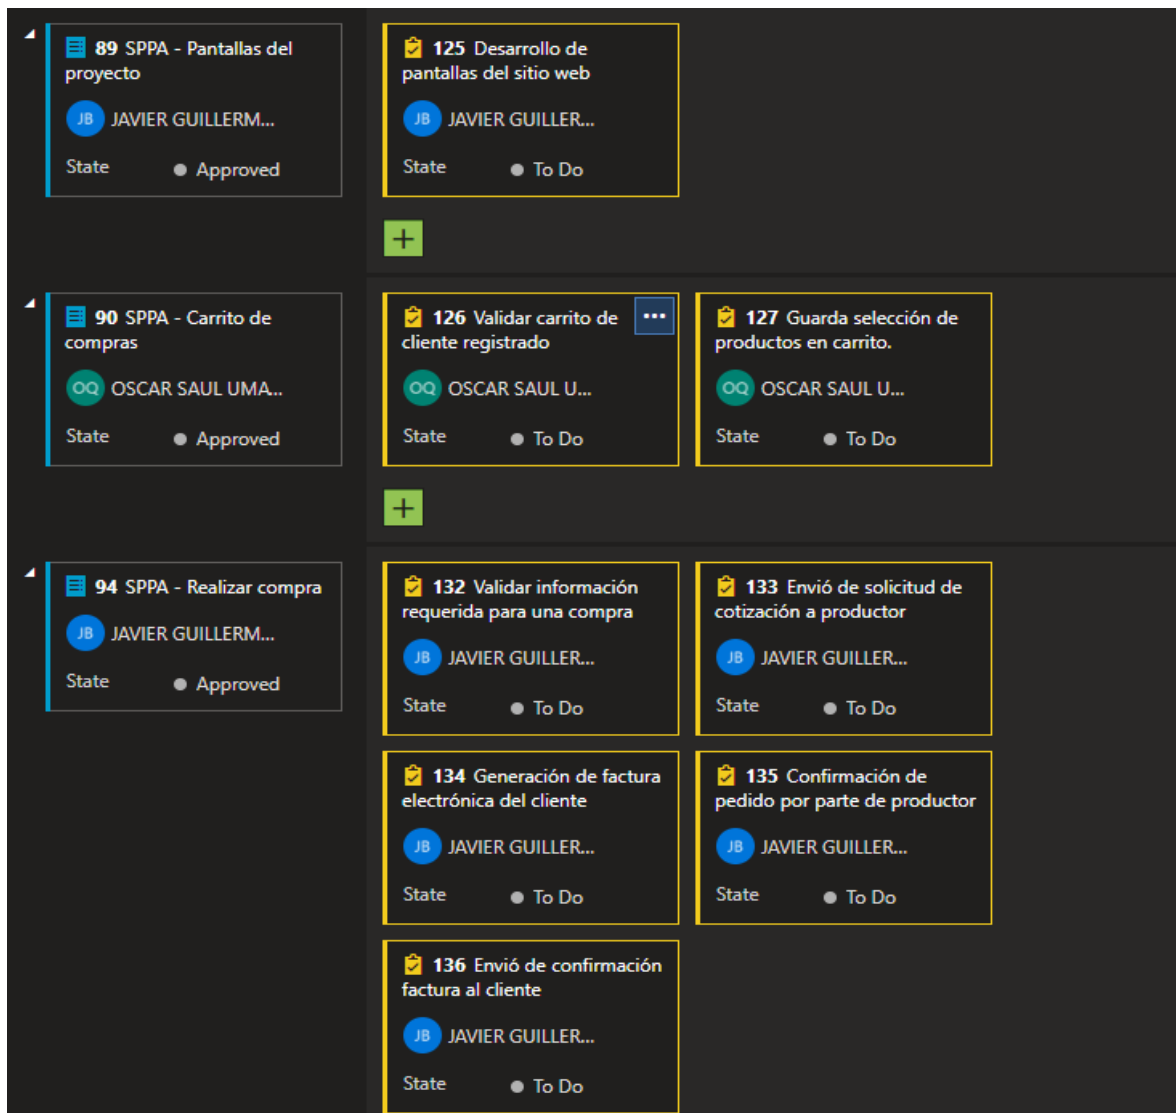 89 SPPA - Pantallas del
proyecto
JB JAVIER GUILLERM...
State Approved
125 Desarrollo de
pantallas del sitio web
JB JAVIER GUILLER...
State To Do
+
90 SPPA - Carrito de
compras
OQ OSCAR SAUL UMA...
State Approved
126 Validar carrito de ...
cliente registrado
OQ OSCAR SAUL U...
State To Do
127 Guarda selección de
productos en carrito.
OQ OSCAR SAUL U...
State To Do
+
94 SPPA - Realizar compra
JB JAVIER GUILLERM...
State Approved
132 Validar información
requerida para una compra
JB JAVIER GUILLER...
State To Do
133 Envió de solicitud de
cotización a productor
JB JAVIER GUILLER...
State To Do
134 Generación de factura
electrónica del cliente
JB JAVIER GUILLER...
State To Do
135 Confirmación de
pedido por parte de productor
JB JAVIER GUILLER...
State To Do
136 Envió de confirmación
factura al cliente
JB JAVIER GUILLER...
State To Do